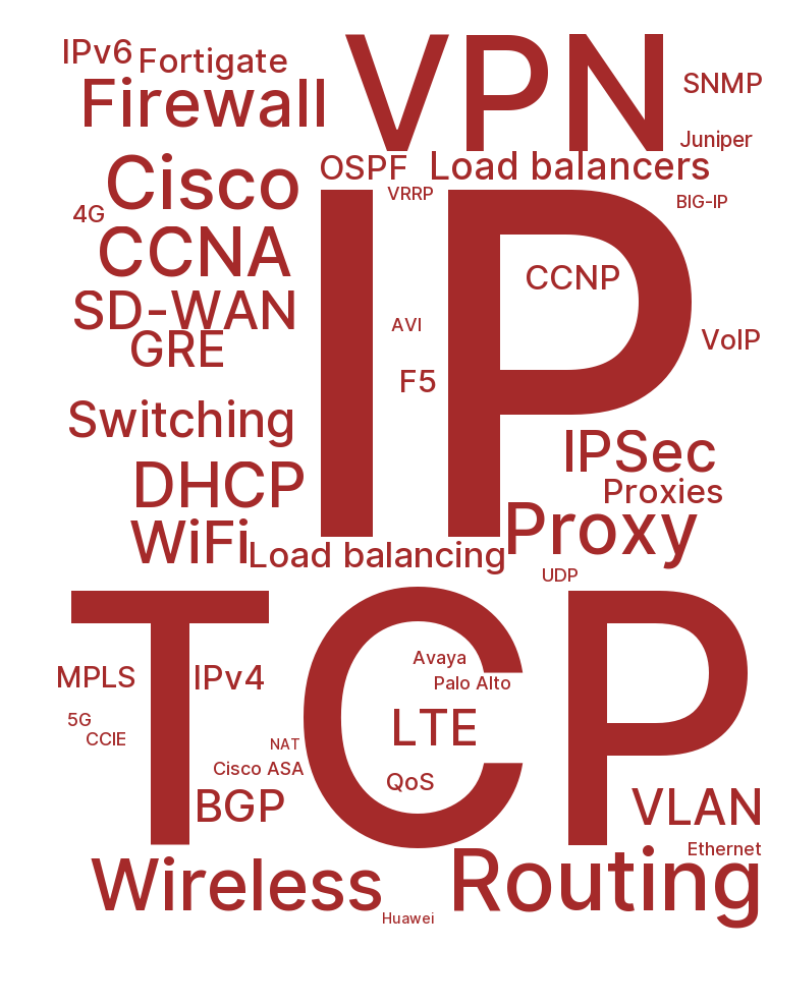 IPv6
Fortigate
VPN
Firewall
SNMP
Juniper
OSPF
Load balancers
Cisco
VRRP
BIG-IP
4G
IP
CCNA
CCNP
SD-WAN
AVI
VoIP
GRE
F5
Switching
IPSec
DHCP
Proxies
Proxy
WiFi
Load balancing
UDP
TCP
Avaya
MPLS
IPv4
Palo Alto
5G
LTE
CCIE
NAT
Cisco ASA
QoS
BGP
VLAN
Ethernet
Wireless
Routing
Huawei